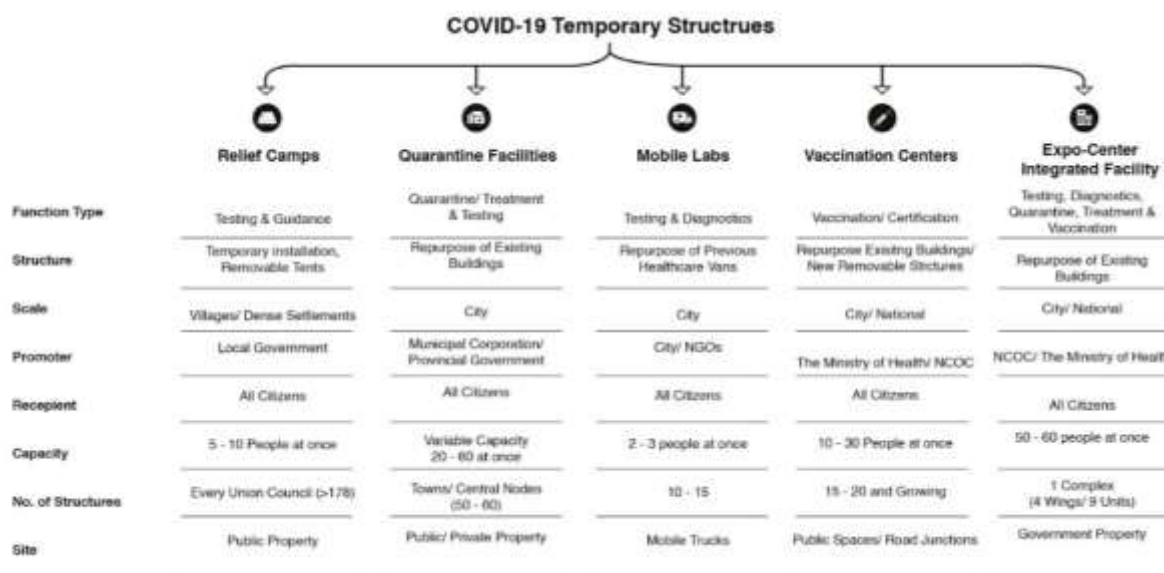 COVID-19 Temporary Structrues
Relief Camps
Quarantine Facilities
Mobile Labs
Vaccination Centers
Expo-Center
Integrated Facility
Function Type
Testing & Guidance
Quarantine/ Treatment
& Testing
Testing & Diagnostics
Vaccination/ Certification
Testing, Diagnostics,
Quarantine, Treatment &
Vaccination
Structure
Temporary installation,
Removable Tents
Repurpose of Existing
Buildings
Repurpose of Previous
Healthcare Vans
Repurpose Exisitng Buildings/
New Removable Strictures
Repurpose of Existing
Buildings
Scale
Villages/ Dense Settlements
City
City
City/ National
City/ National
Promoter
Local Government
Municipal Corporation/
Provincial Government
City/ NGOs
The Ministry of Health/ NCOC
NCOC/ The Ministry of Healt
Recepient
All Citizens
All Citizens
All Citizens
All Citizens
All Citizens
Capacity
5 - 10 People at once
Variable Capacity
20 - 60 at once
2 - 3 people at once
10 - 30 People at once
50 - 60 people at once
No. of Structures
Every Union Council (>178)
Towns/ Central Nodes
(50 - 60)
10 - 15
15 - 20 and Growing
1 Complex
(4 Wings/ 9 Units)
Site
Public Property
Public/ Private Property
Mobile Trucks
Public Spaces/ Road Junctions
Government Property